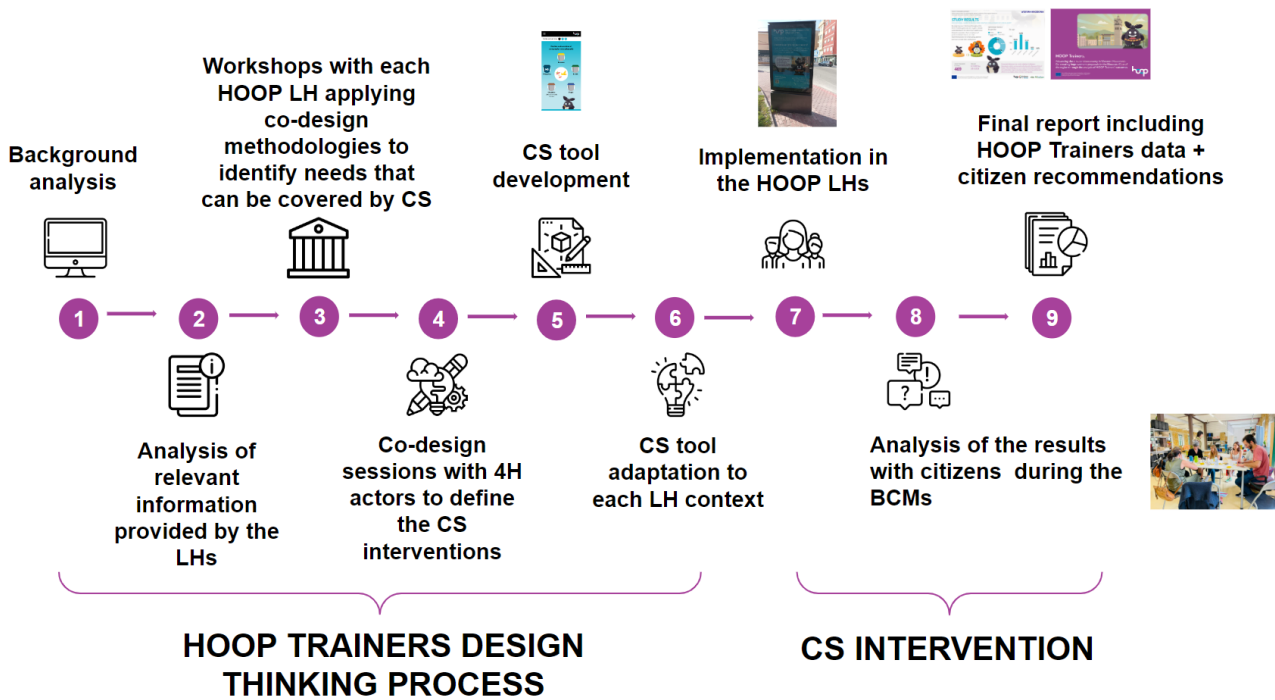 Background
analysis
Workshops with each
HOOP LH applying
co-design
methodologies to
identify needs that
can be covered by CS
CS tool
development
Implementation in
the HOOP LHs
Final report including
HOOP Trainers data +
citizen recommendations
HOOP Trainers
1
2
3
4
5
6
7
8
9
Analysis of
relevant
information
provided by the
LHs
Co-design
sessions with 4H
actors to define
the CS
interventions
CS tool
adaptation to
each LH context
Analysis of the results
with citizens during the
BCMs
HOOP TRAINERS DESIGN
THINKING PROCESS
CS INTERVENTION